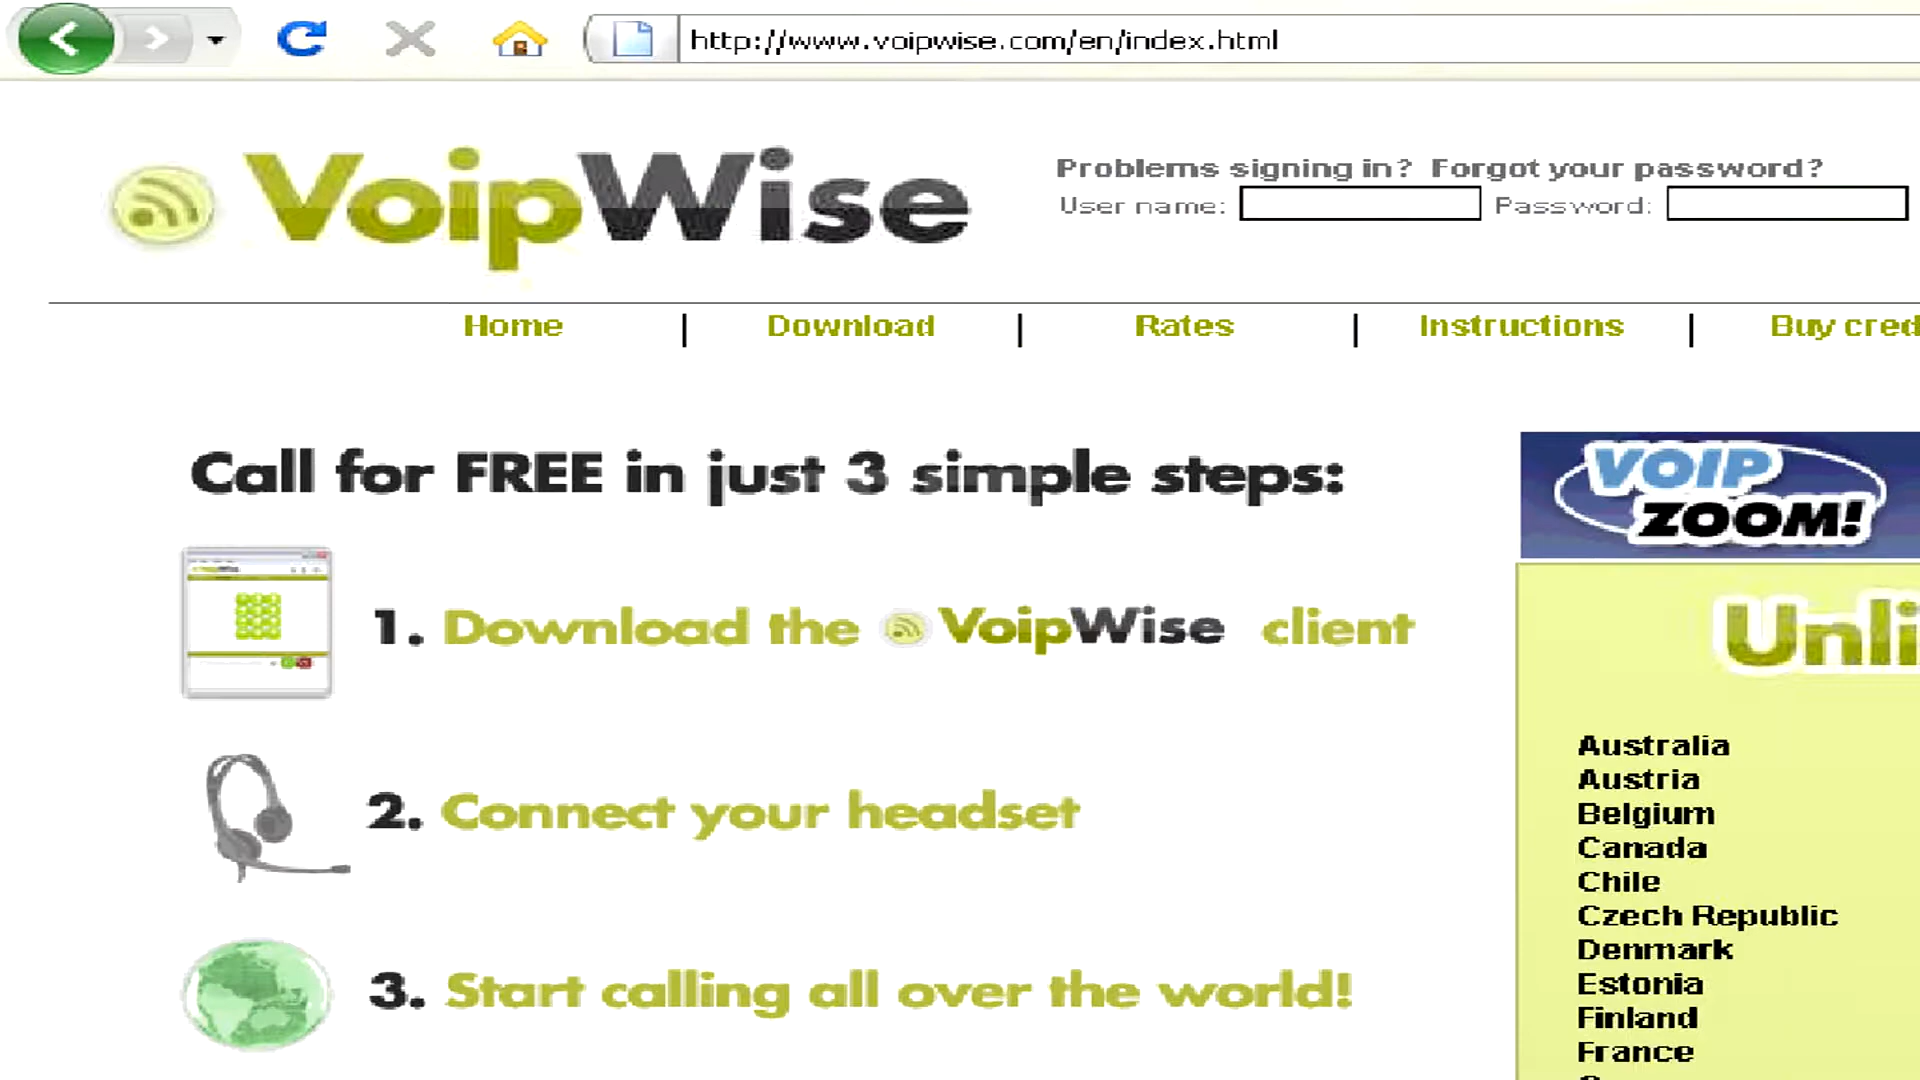 http://www.voipwise.com/en/index.html
VoipWise
Problems signing in? Forgot your password?
User name: Password:
Home | Download | Rates | Instructions | Buy cred
Call for FREE in just 3 simple steps:
1. Download the VoipWise client
2. Connect your headset
3. Start calling all over the world!
VOIP
ZOOM!
Unli
Australia
Austria
Belgium
Canada
Chile
Czech Republic
Denmark
Estonia
Finland
France